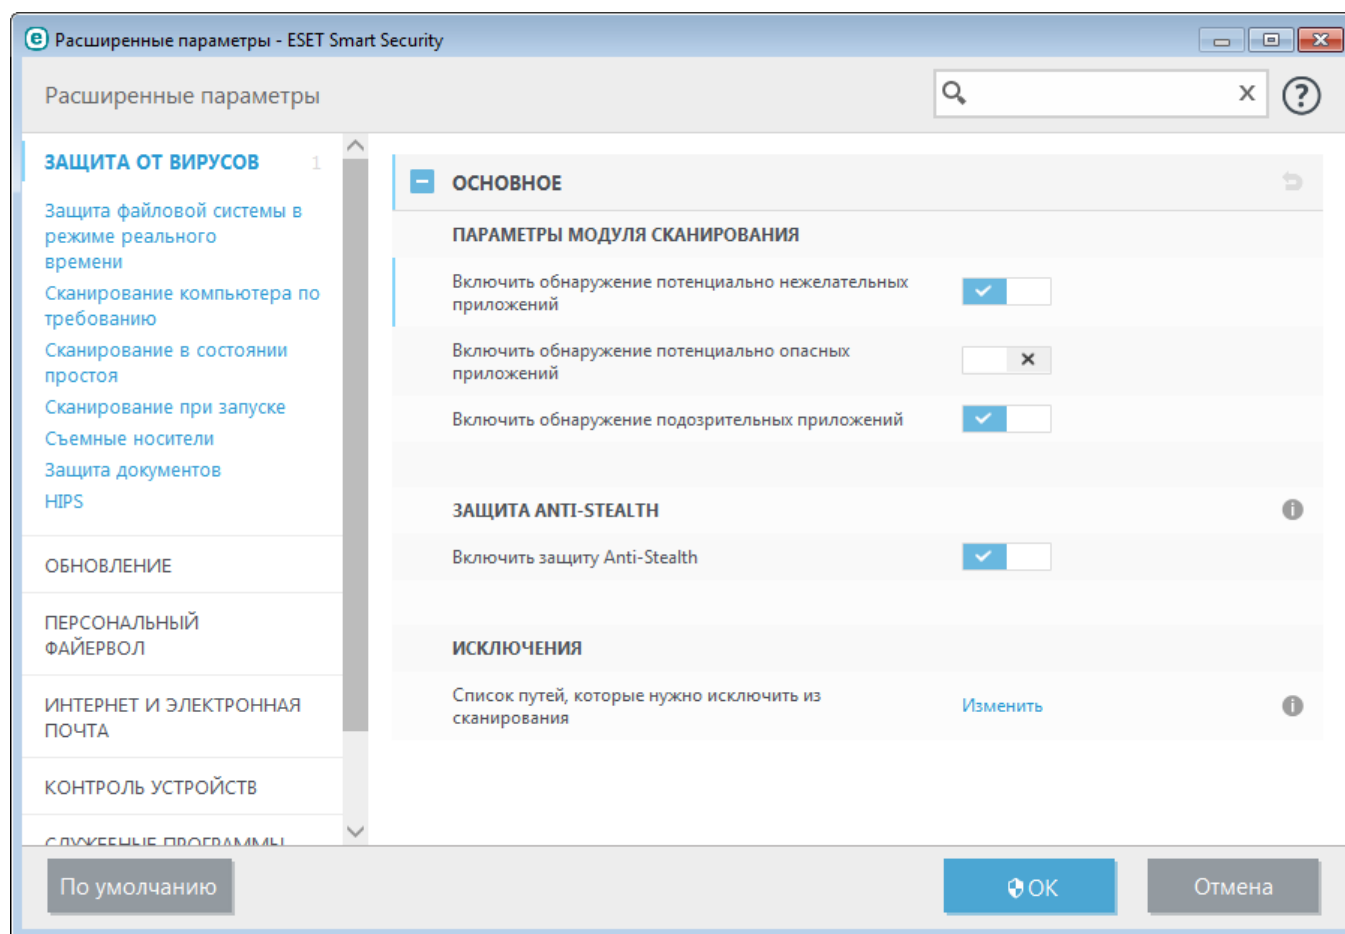 Расширенные параметры - ESET Smart Security
Расширенные параметры
ЗАЩИТА ОТ ВИРУСОВ 1
Защита файловой системы в
режиме реального
времени
Сканирование компьютера по
требованию
Сканирование в состоянии
простоя
Сканирование при запуске
Съемные носители
Защита документов
HIPS
ОБНОВЛЕНИЕ
ПЕРСОНАЛЬНЫЙ
ФАЙЕРВОЛ
ИНТЕРНЕТ И ЭЛЕКТРОННАЯ
ПОЧТА
КОНТРОЛЬ УСТРОЙСТВ
СЛУЖЕБНЫЕ ПРОГРАММЫ
ОСНОВНОЕ
ПАРАМЕТРЫ МОДУЛЯ СКАНИРОВАНИЯ
Включить обнаружение потенциально нежелательных
приложений
Включить обнаружение потенциально опасных
приложений
Включить обнаружение подозрительных приложений
ЗАЩИТА ANTI-STEALTH
Включить защиту Anti-Stealth
ИСКЛЮЧЕНИЯ
Список путей, которые нужно исключить из
сканирования
Изменить
По умолчанию
ОК
Отмена